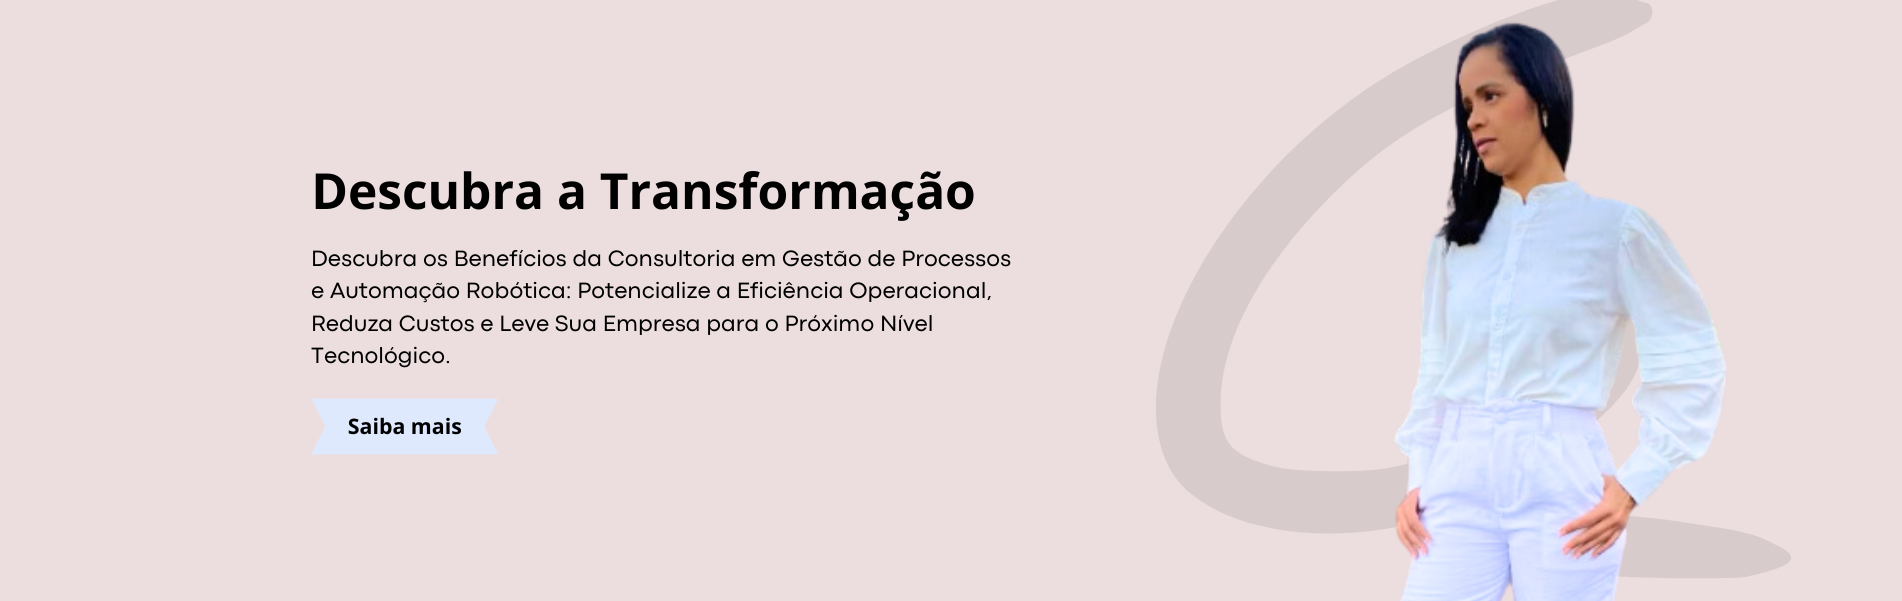 Descubra a Transformação
Descubra os Benefícios da Consultoria em Gestão de Processos
e Automação Robótica: Potencialize a Eficiência Operacional,
Reduza Custos e Leve Sua Empresa para o Próximo Nível
Tecnológico.
Saiba mais